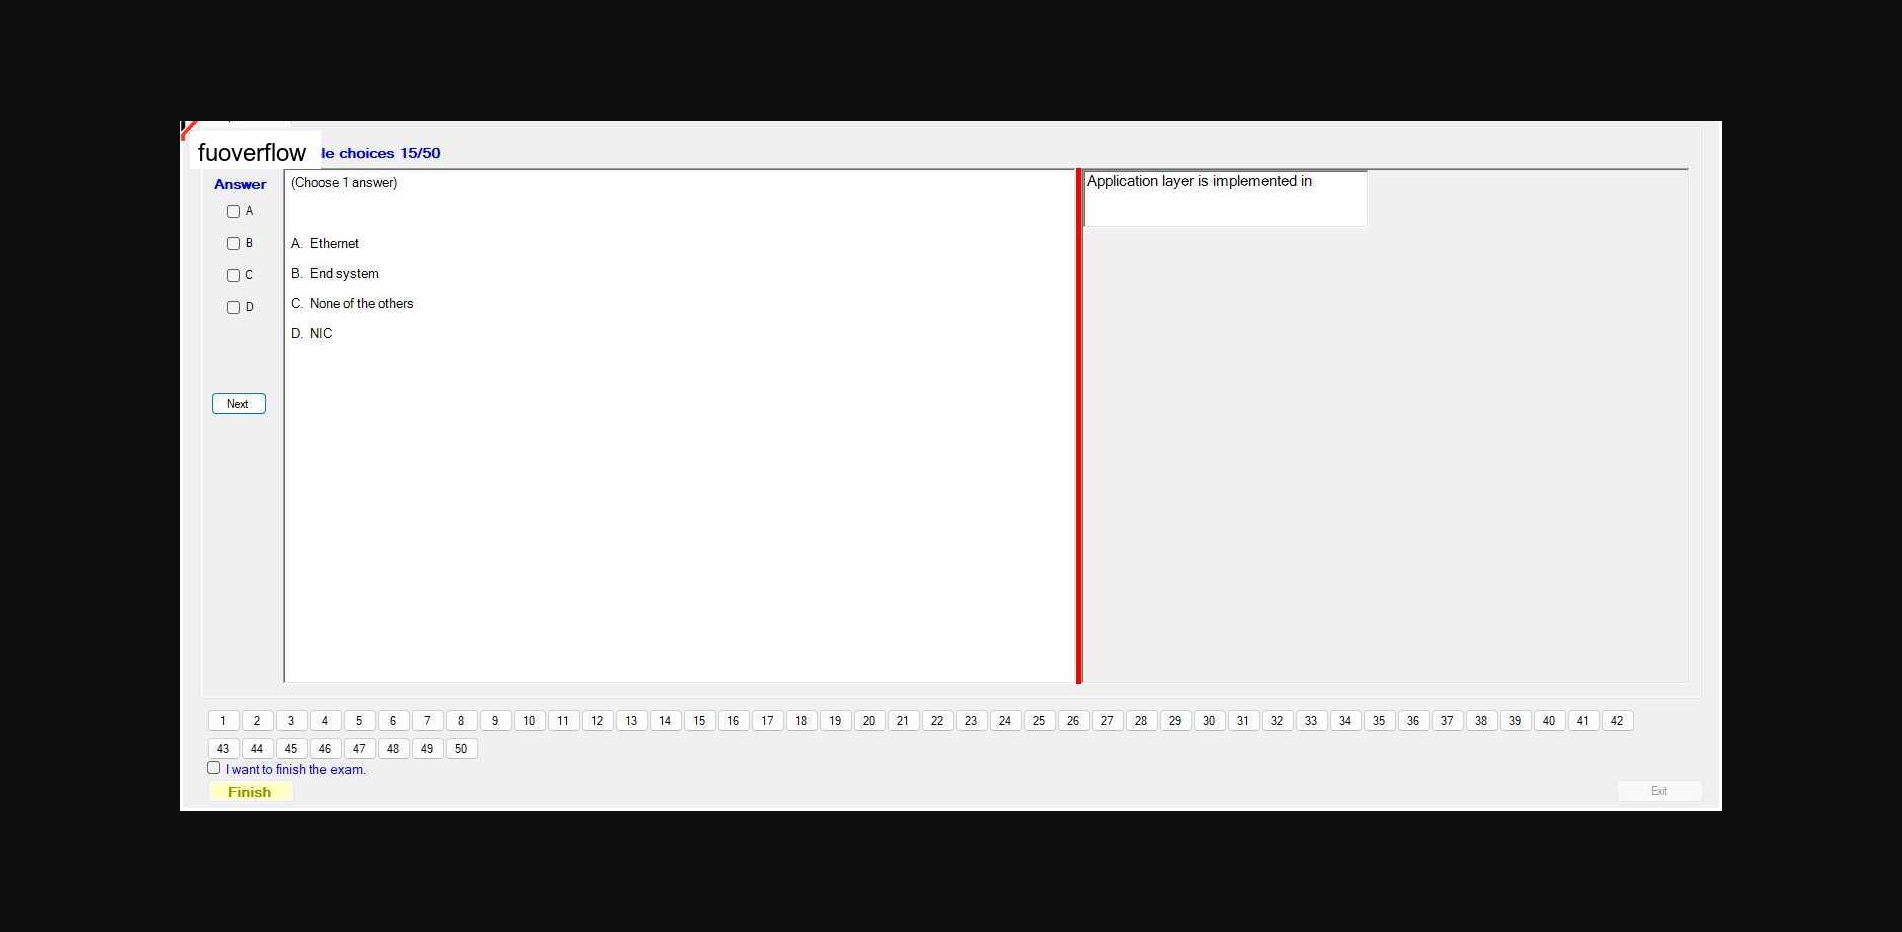 fuoverflow
le choices 15/50
Answer
A
B
C
D
Next
(Choose 1 answer)
A. Ethernet
B. End system
C. None of the others
D. NIC
Application layer is implemented in
1 2 3 4 5 6 7 8 9 10 11 12 13 14 15 16 17 18 19 20 21 22 23 24 25 26 27 28 29 30 31 32 33 34 35 36 37 38 39 40 41 42
43 44 45 46 47 48 49 50
I want to finish the exam.
Finish
Exit